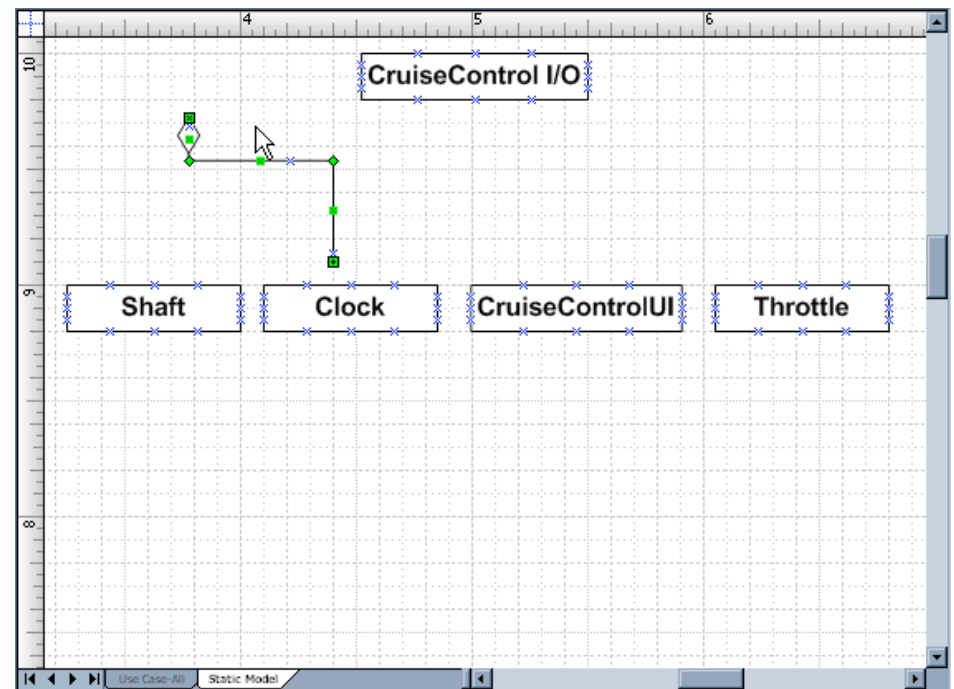 4 5 6
10
CruiseControl I/O
9
Shaft Clock CruiseControlUI Throttle
8
Use Case-All Static Model